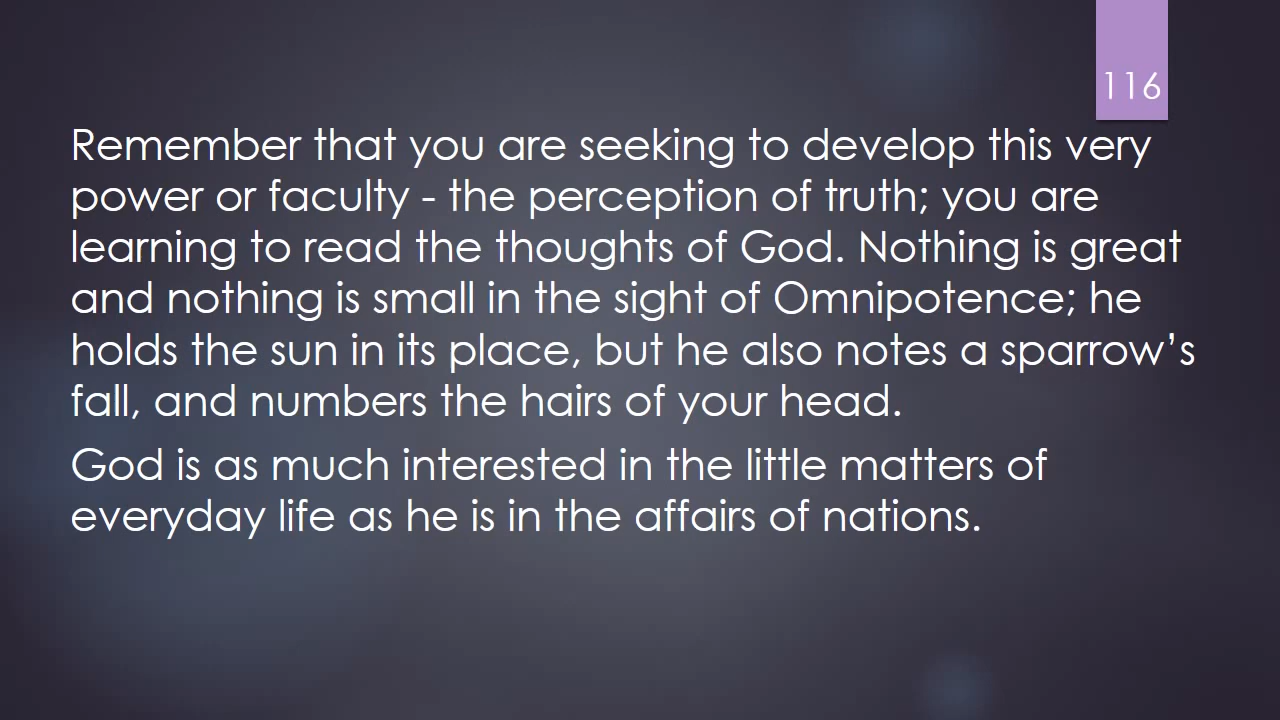 116
Remember that you are seeking to develop this very
power or faculty - the perception of truth; you are
learning to read the thoughts of God. Nothing is great
and nothing is small in the sight of Omnipotence; he
holds the sun in its place, but he also notes a sparrow’s
fall, and numbers the hairs of your head.
God is as much interested in the little matters of
everyday life as he is in the affairs of nations.